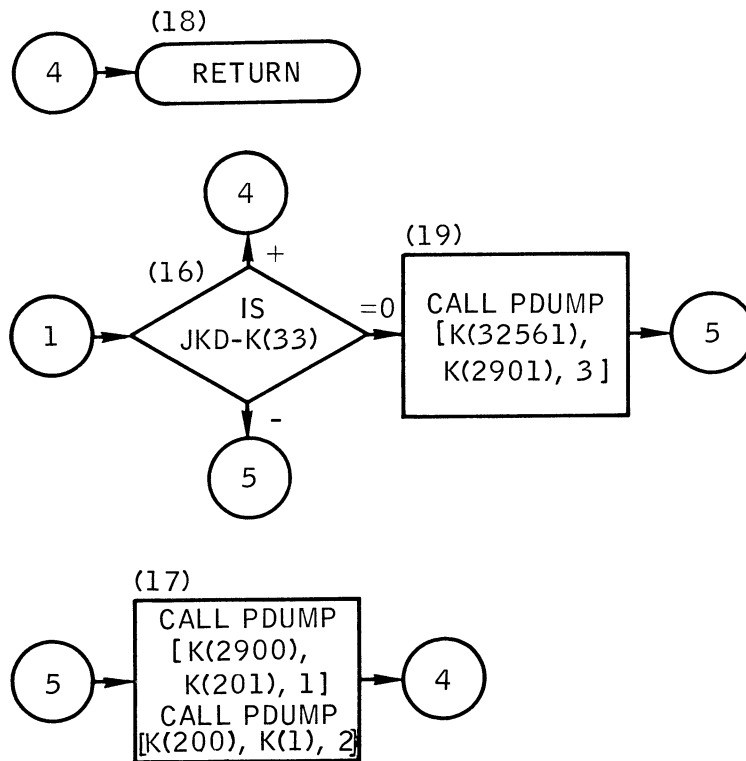 (18)
4
RETURN
4
+
(16)
(19)
1
IS
JKD-K(33)
=0
CALL PDUMP
[K(32561),
K(2901), 3]
5
-
5
(17)
5
CALL PDUMP
[K(2900),
K(201), 1]
CALL PDUMP
[K(200), K(1), 2]
4